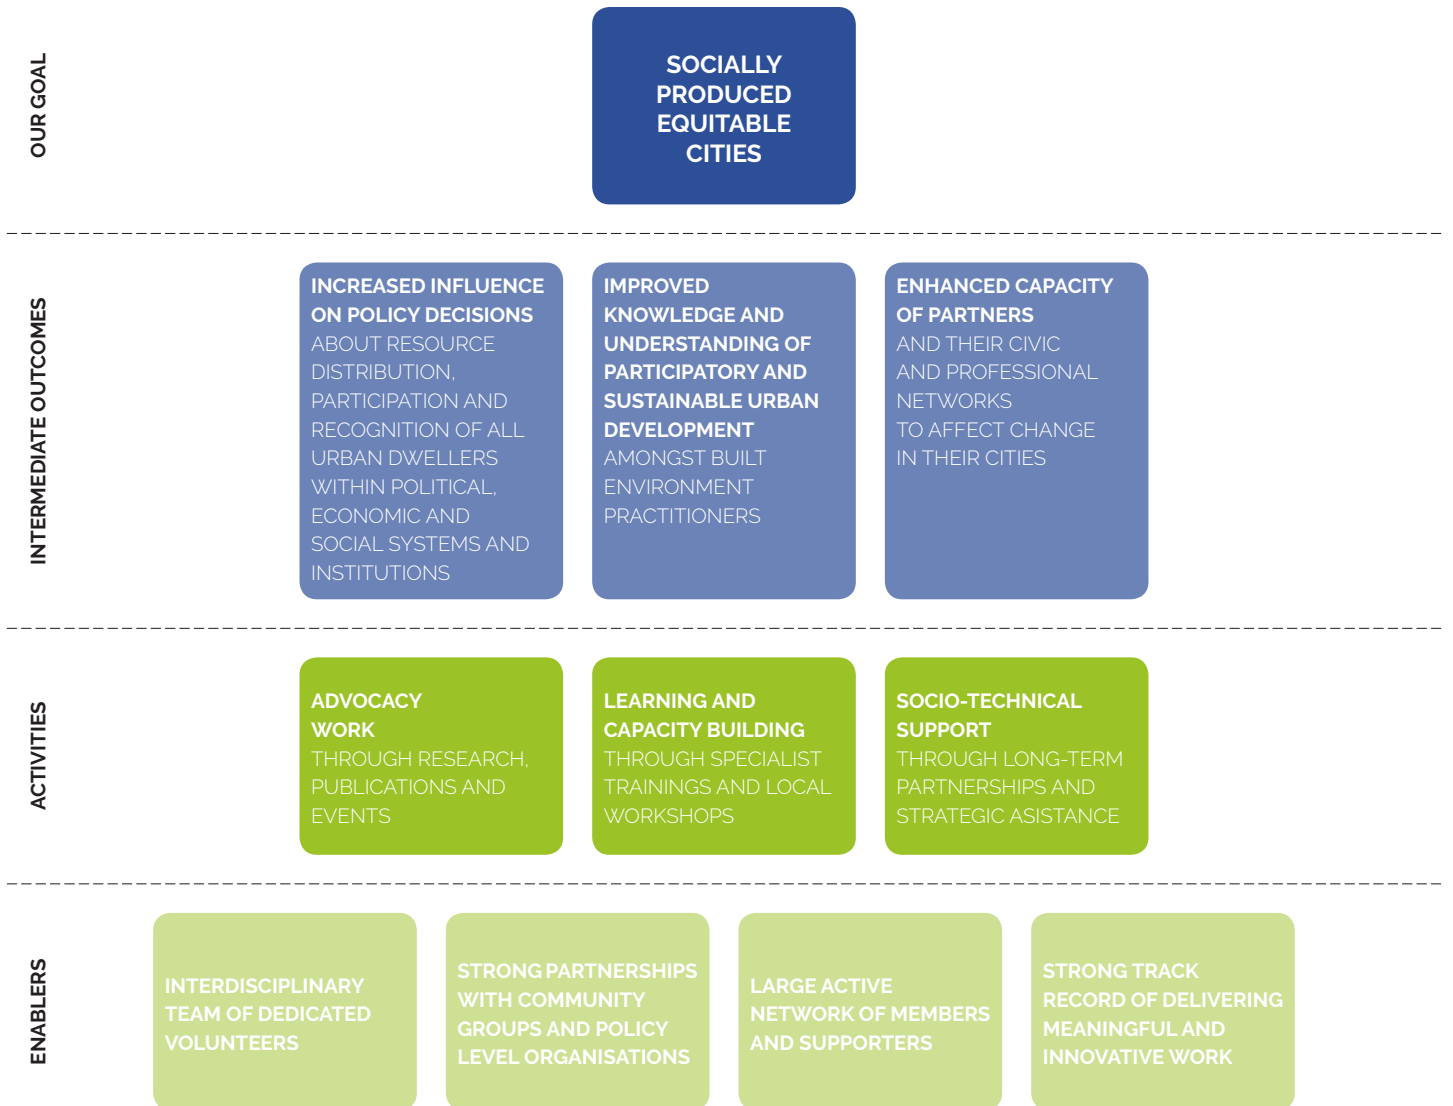 OUR GOAL
SOCIALLY
PRODUCED
EQUITABLE
CITIES
INTERMEDIATE OUTCOMES
INCREASED INFLUENCE
ON POLICY DECISIONS
ABOUT RESOURCE
DISTRIBUTION,
PARTICIPATION AND
RECOGNITION OF ALL
URBAN DWELLERS
WITHIN POLITICAL,
ECONOMIC AND
SOCIAL SYSTEMS AND
INSTITUTIONS
IMPROVED
KNOWLEDGE AND
UNDERSTANDING OF
PARTICIPATORY AND
SUSTAINABLE URBAN
DEVELOPMENT
AMONGST BUILT
ENVIRONMENT
PRACTITIONERS
ENHANCED CAPACITY
OF PARTNERS
AND THEIR CIVIC
AND PROFESSIONAL
NETWORKS
TO AFFECT CHANGE
IN THEIR CITIES
ACTIVITIES
ADVOCACY
WORK
THROUGH RESEARCH,
PUBLICATIONS AND
EVENTS
LEARNING AND
CAPACITY BUILDING
THROUGH SPECIALIST
TRAININGS AND LOCAL
WORKSHOPS
SOCIO-TECHNICAL
SUPPORT
THROUGH LONG-TERM
PARTNERSHIPS AND
STRATEGIC ASISTANCE
ENABLERS
INTERDISCIPLINARY
TEAM OF DEDICATED
VOLUNTEERS
STRONG PARTNERSHIPS
WITH COMMUNITY
GROUPS AND POLICY
LEVEL ORGANISATIONS
LARGE ACTIVE
NETWORK OF MEMBERS
AND SUPPORTERS
STRONG TRACK
RECORD OF DELIVERING
MEANINGFUL AND
INNOVATIVE WORK